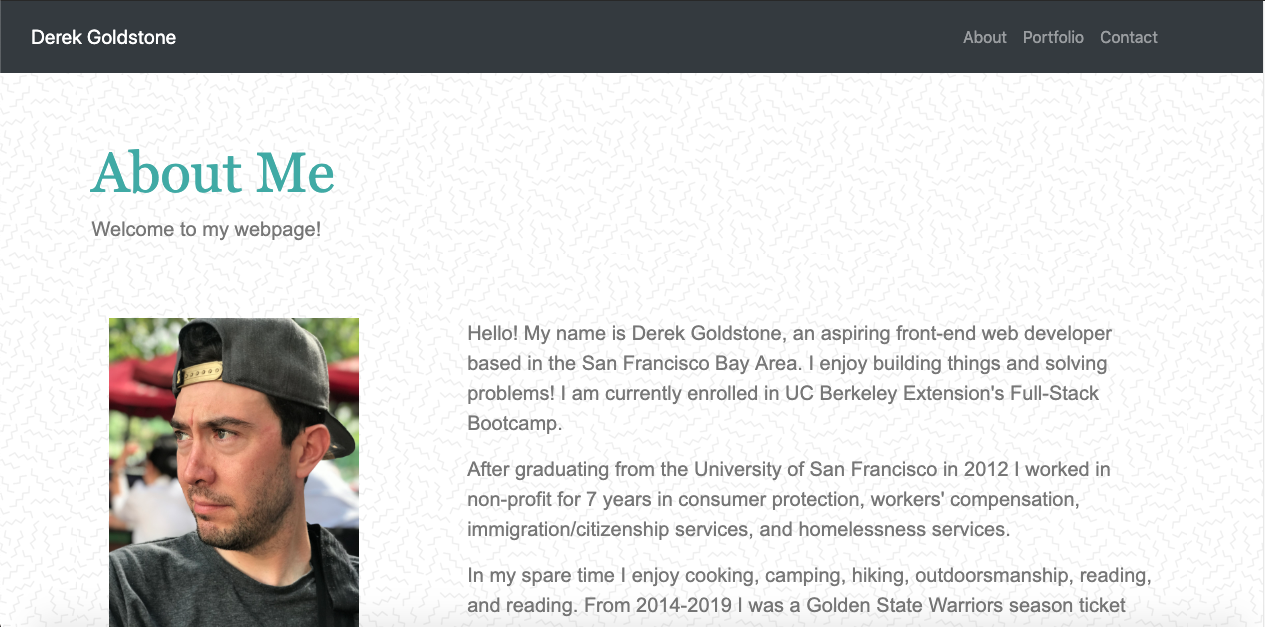 Derek Goldstone
About Portfolio Contact
About Me
Welcome to my webpage!
Hello! My name is Derek Goldstone, an aspiring front-end web developer
based in the San Francisco Bay Area. I enjoy building things and solving
problems! I am currently enrolled in UC Berkeley Extension's Full-Stack
Bootcamp.
After graduating from the University of San Francisco in 2012 I worked in
non-profit for 7 years in consumer protection, workers' compensation,
immigration/citizenship services, and homelessness services.
In my spare time I enjoy cooking, camping, hiking, outdoorsmanship, reading,
and reading. From 2014-2019 I was a Golden State Warriors season ticket